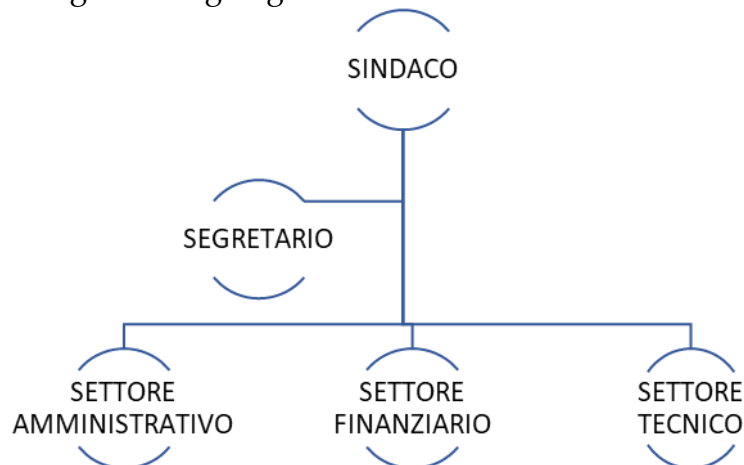 SINDACO
SEGRETARIO
SETTORE
AMMINISTRATIVO
SETTORE
FINANZIARIO
SETTORE
TECNICO